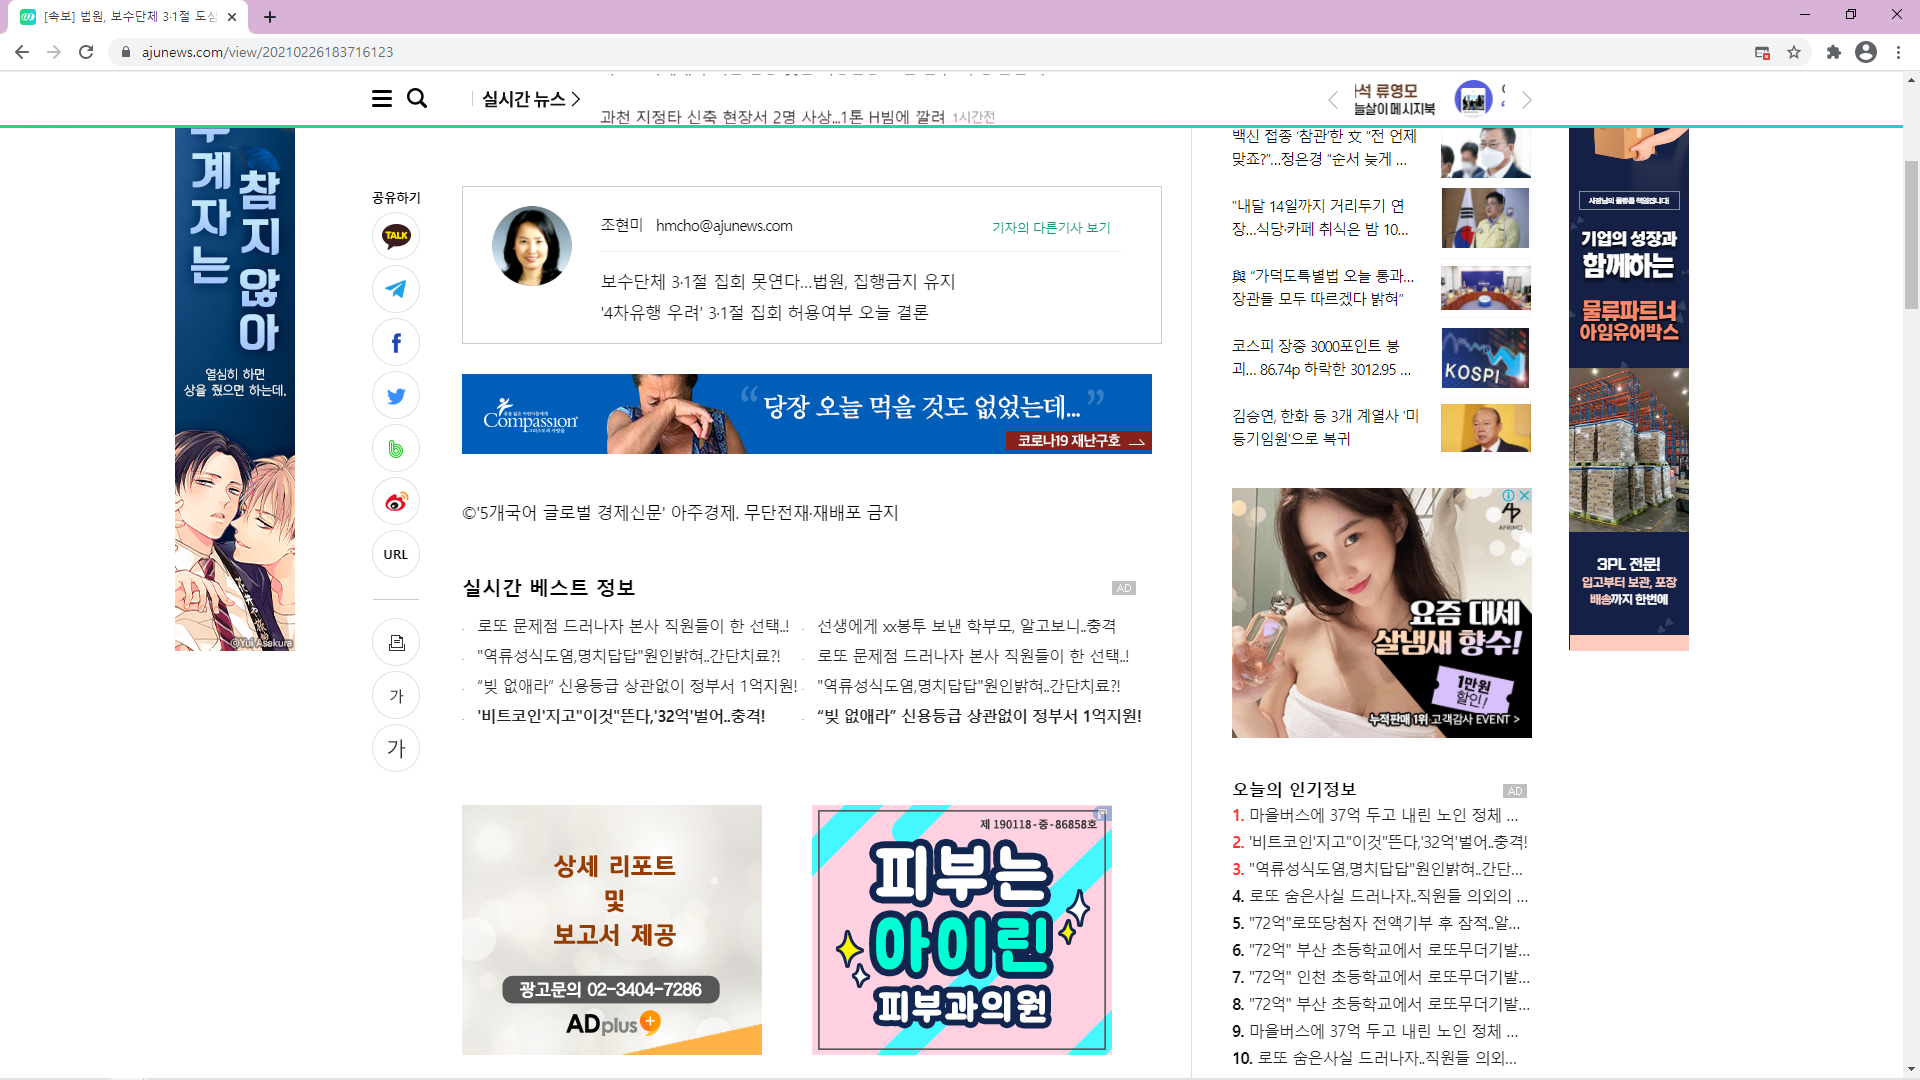 [속보] 법원, 보수단체 3·1절 도심
ajunews.com/view/20210226183716123
실시간 뉴스
과천 지정타 신축 현장서 2명 사상...1톤 H빔에 깔려 1시간전
석 류영모
늘살이 메시지북
계자는
참지 않아
열심히 하면
상을 줬으면 하는데.
@Yui Asakura
공유하기
TALK
URL
가
가
조현미 hmcho@ajunews.com
기자의 다른기사 보기
보수단체 3·1절 집회 못연다…법원, 집행금지 유지
'4차유행 우려' 3·1절 집회 허용여부 오늘 결론
Compassion
“당장 오늘 먹을 것도 없었는데...”
코로나19 재난구호
©'5개국어 글로벌 경제신문' 아주경제. 무단전재·재배포 금지
실시간 베스트 정보
AD
로또 문제점 드러나자 본사 직원들이 한 선택..!
"역류성식도염,명치답답"원인밝혀..간단치료?!
“빚 없애라” 신용등급 상관없이 정부서 1억지원!
'비트코인'지고"이것"뜬다,'32억'벌어..충격!
선생에게 xx봉투 보낸 학부모, 알고보니..충격
로또 문제점 드러나자 본사 직원들이 한 선택..!
"역류성식도염,명치답답"원인밝혀..간단치료?!
“빚 없애라” 신용등급 상관없이 정부서 1억지원!
상세 리포트
및
보고서 제공
광고문의 02-3404-7286
ADplus
제 190118-중-86858호
피부는
아이린
피부과의원
백신 접종 ‘참관’한 文 “전 언제
맞죠?”…정은경 “순서 늦게 ...
"내달 14일까지 거리두기 연
장…식당·카페 취식은 밤 10...
與 “가덕도특별법 오늘 통과…
장관들 모두 따르겠다 밝혀”
코스피 장중 3000포인트 붕
괴… 86.74p 하락한 3012.95 ...
KOSPI
김승연, 한화 등 3개 계열사 '미
등기임원'으로 복귀
AFRIMO
요즘 대세
살냄새 향수!
1만원
할인!
누적판매 1위 고객감사 EVENT >
오늘의 인기정보
AD
1. 마을버스에 37억 두고 내린 노인 정체 ...
2. '비트코인'지고"이것"뜬다,'32억'벌어..충격!
3. "역류성식도염,명치답답"원인밝혀..간단...
4. 로또 숨은사실 드러나자..직원들 의외의 ...
5. "72억"로또당첨자 전액기부 후 잠적..알...
6. "72억" 부산 초등학교에서 로또무더기발...
7. "72억" 인천 초등학교에서 로또무더기발...
8. "72억" 부산 초등학교에서 로또무더기발...
9. 마을버스에 37억 두고 내린 노인 정체 ...
10. 로또 숨은사실 드러나자..직원들 의외...
사장님의 물류를 책임집니다!
기업의 성장과
함께하는
물류파트너
아임유어박스
3PL 전문!
입고부터 보관, 포장
배송까지 한번에